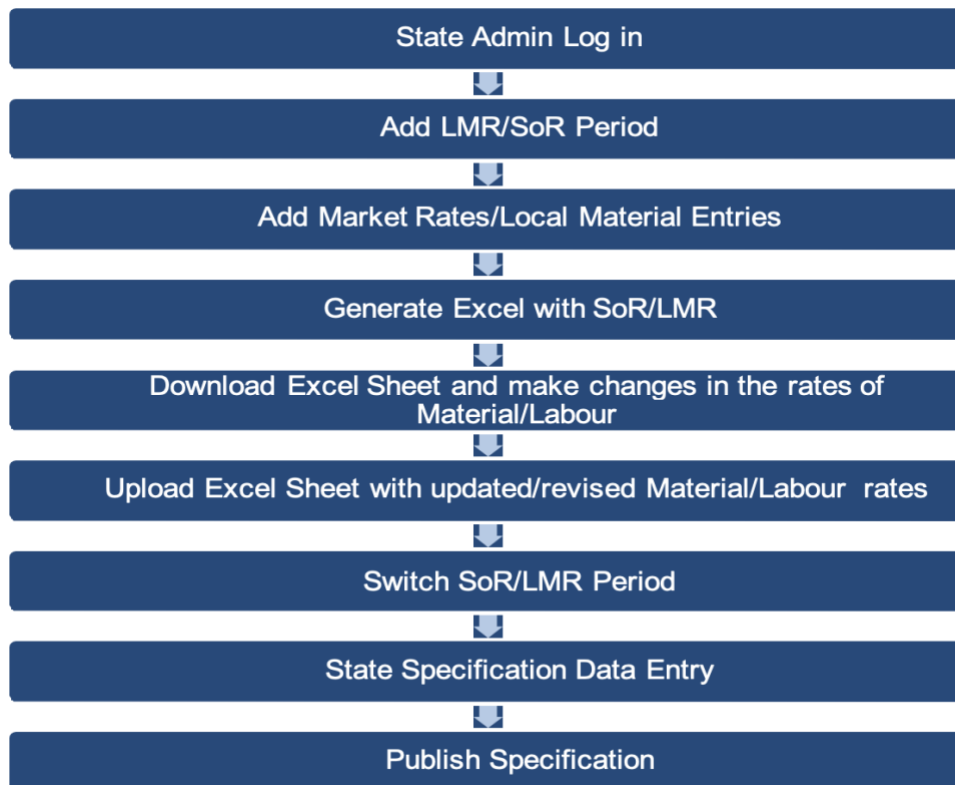 State Admin Log in
Add LMR/SoR Period
Add Market Rates/Local Material Entries
Generate Excel with SoR/LMR
Download Excel Sheet and make changes in the rates of
Material/Labour
Upload Excel Sheet with updated/revised Material/Labour rates
Switch SoR/LMR Period
State Specification Data Entry
Publish Specification